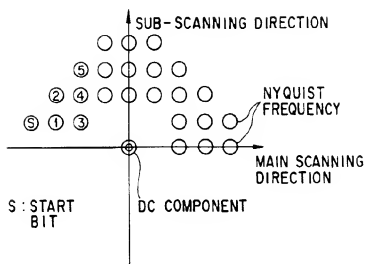 SUB-SCANNING DIRECTION
5
2 4
S 1 3
NYQUIST
FREQUENCY
MAIN SCANNING
DIRECTION
S : START
BIT
DC COMPONENT